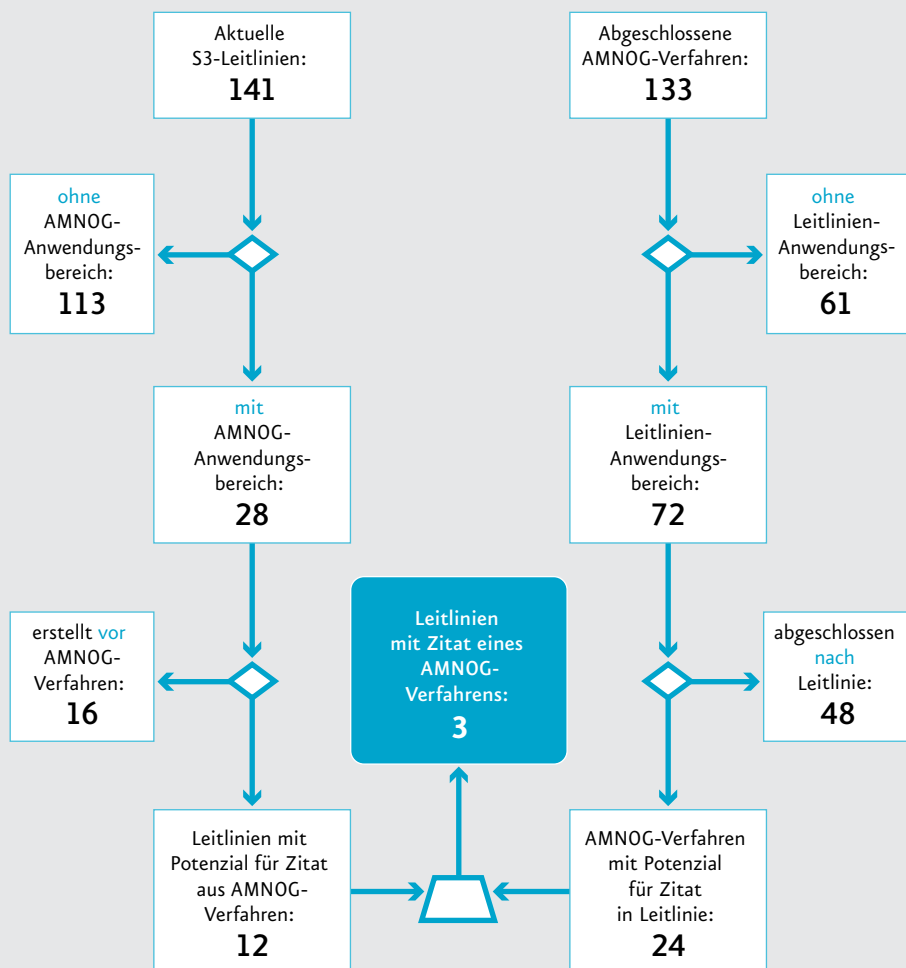 Aktuelle
S3-Leitlinien:
141
Abgeschlossene
AMNOG-Verfahren:
133
ohne
AMNOG-
Anwendungs-
bereich:
113
ohne
Leitlinien-
Anwendungs-
bereich:
61
mit
AMNOG-
Anwendungs-
bereich:
28
mit
Leitlinien-
Anwendungs-
bereich:
72
erstellt vor
AMNOG-
Verfahren:
16
Leitlinien
mit Zitat eines
AMNOG-
Verfahrens:
3
abgeschlossen
nach
Leitlinie:
48
Leitlinien mit
Potenzial für Zitat
aus AMNOG-
Verfahren:
12
AMNOG-Verfahren
mit Potenzial
für Zitat
in Leitlinie:
24